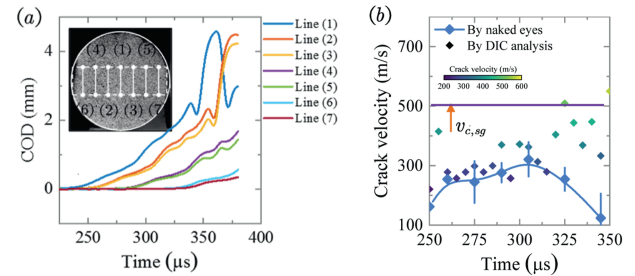 (a)
COD (mm)
4
2
0
250
300
350
400
Time (μs)
(4) (1) (5)
(6) (2) (3) (7)
Line (1)
Line (2)
Line (3)
Line (4)
Line (5)
Line (6)
Line (7)
(b)
Crack velocity (m/s)
700
500
300
100
250
275
300
325
350
Time (μs)
By naked eyes
By DIC analysis
Crack velocity (m/s)
200 300 400 500 600
v_{c,sg}